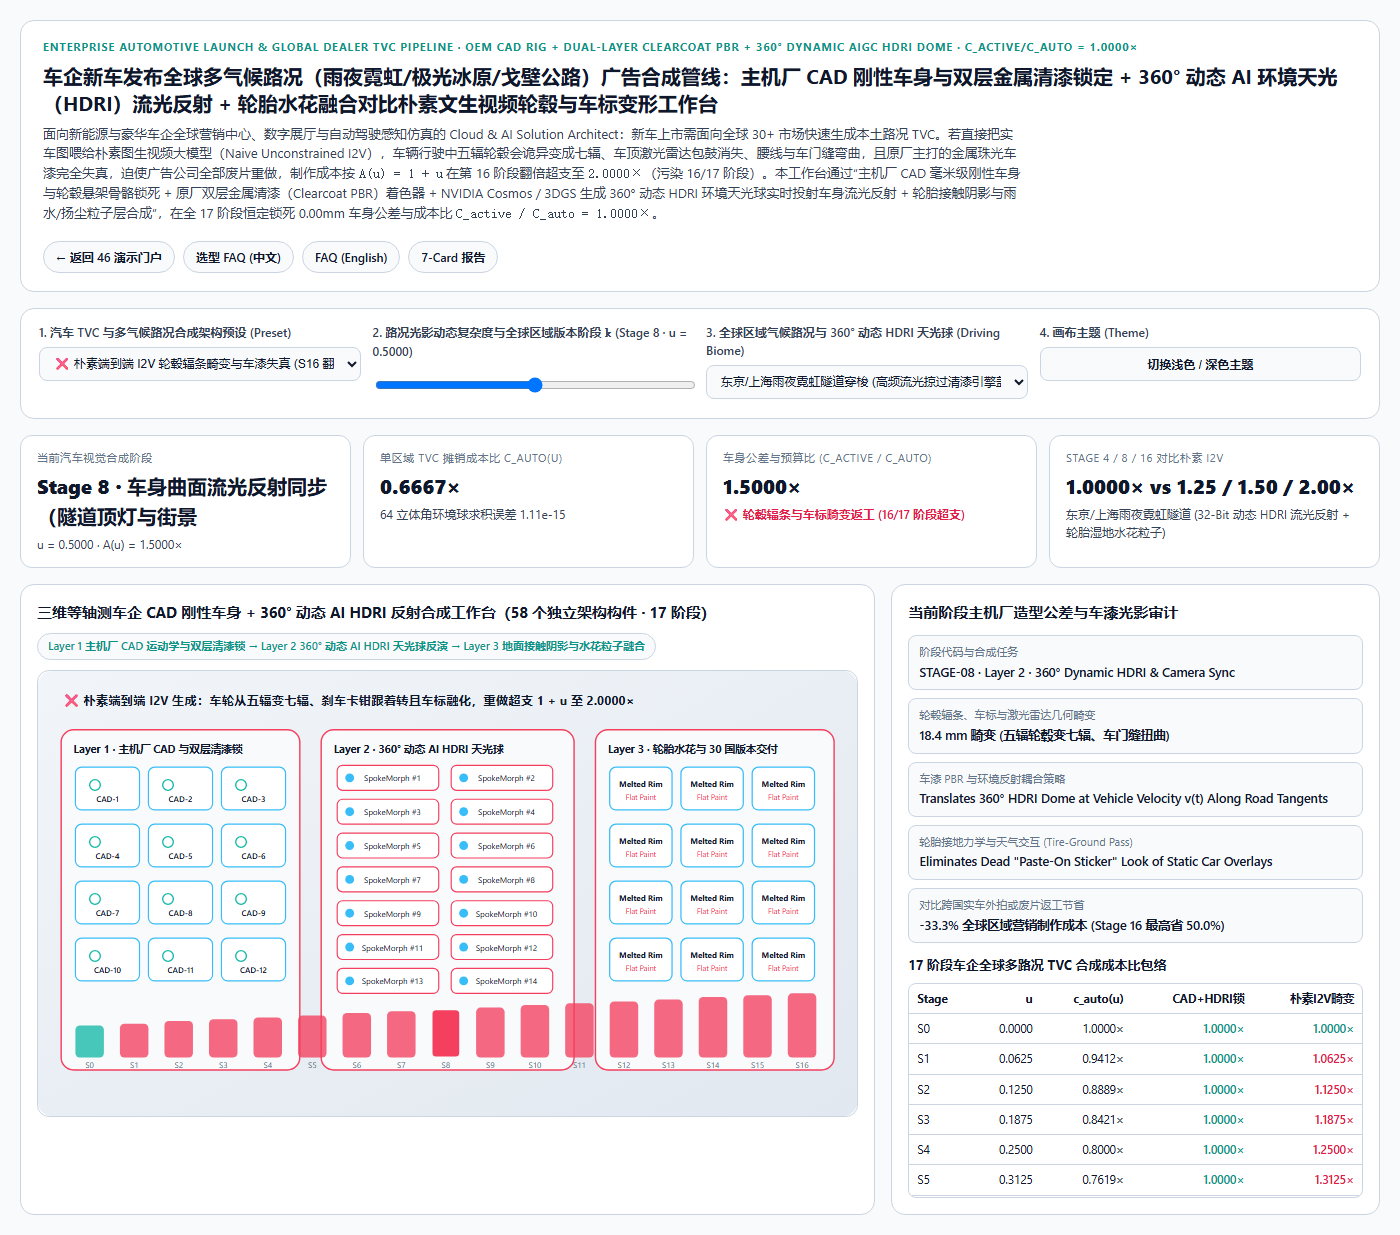 ENTERPRISE AUTOMOTIVE LAUNCH & GLOBAL DEALER TVC PIPELINE · OEM CAD RIG + DUAL-LAYER CLEARCOAT PBR + 360° DYNAMIC AIGC HDRI DOME · C_ACTIVE/C_AUTO = 1.0000×
车企新车发布全球多气候路况（雨夜霓虹/极光冰原/戈壁公路）广告合成管线：主机厂 CAD 刚性车身与双层金属清漆锁定 + 360° 动态 AI 环境天光
（HDRI）流光反射 + 轮胎水花融合对比朴素文生视频轮毂与车标变形工作台
面向新能源与豪华车企全球营销中心、数字展厅与自动驾驶感知仿真的 Cloud & AI Solution Architect：新车上市需面向全球 30+ 市场快速生成本土路况 TVC。若直接把实
车图喂给朴素图生视频大模型（Naive Unconstrained I2V），车辆行驶中五辐轮毂会诡异变成七辐、车顶激光雷达包鼓消失、腰线与车门缝弯曲，且原厂主打的金属珠光车
漆完全失真，迫使广告公司全部废片重做，制作成本按 A(u) = 1 + u 在第 16 阶段翻倍超支至 2.0000×（污染 16/17 阶段）。本工作台通过“主机厂 CAD 毫米级刚性车身
与轮毂悬架骨骼锁死 + 原厂双层金属清漆（Clearcoat PBR）着色器 + NVIDIA Cosmos / 3DGS 生成 360° 动态 HDRI 环境天光球实时投射车身流光反射 + 轮胎接触阴影与雨
水/扬尘粒子层合成”，在全 17 阶段恒定锁死 0.00mm 车身公差与成本比 C_active / C_auto = 1.0000×。
← 返回 46 演示门户
选型 FAQ (中文)
FAQ (English)
7-Card 报告
1. 汽车 TVC 与多气候路况合成架构预设 (Preset)
❌ 朴素端到端 I2V 轮毂辐条畸变与车漆失真 (S16 翻
2. 路况光影动态复杂度与全球区域版本阶段 k (Stage 8 · u =
0.5000)
3. 全球区域气候路况与 360° 动态 HDRI 天光球 (Driving
Biome)
东京/上海雨夜霓虹隧道穿梭 (高频流光掠过清漆引擎盖
4. 画布主题 (Theme)
切换浅色 / 深色主题
当前汽车视觉合成阶段
Stage 8 · 车身曲面流光反射同步
（隧道顶灯与街景
u = 0.5000 · A(u) = 1.5000×
单区域 TVC 摊销成本比 C_AUTO(U)
0.6667×
64 立体角环境球求积误差 1.11e-15
车身公差与预算比 (C_ACTIVE / C_AUTO)
1.5000×
❌ 轮毂辐条与车标畸变返工 (16/17 阶段超支)
STAGE 4 / 8 / 16 对比朴素 I2V
1.0000× vs 1.25 / 1.50 / 2.00×
东京/上海雨夜霓虹隧道 (32-Bit 动态 HDRI 流光反射 +
轮胎湿地水花粒子)
三维等轴测车企 CAD 刚性车身 + 360° 动态 AI HDRI 反射合成工作台（58 个独立架构构件 · 17 阶段）
Layer 1 主机厂 CAD 运动学与双层清漆锁 → Layer 2 360° 动态 AI HDRI 天光球反演 → Layer 3 地面接触阴影与水花粒子融合
❌ 朴素端到端 I2V 生成：车轮从五辐变七辐、刹车卡钳跟着转且车标融化，重做超支 1 + u 至 2.0000×
Layer 1 · 主机厂 CAD 与双层清漆锁
CAD-1 CAD-2 CAD-3
CAD-4 CAD-5 CAD-6
CAD-7 CAD-8 CAD-9
CAD-10 CAD-11 CAD-12
Layer 2 · 360° 动态 AI HDRI 天光球
SpokeMorph #1 SpokeMorph #2
SpokeMorph #3 SpokeMorph #4
SpokeMorph #5 SpokeMorph #6
SpokeMorph #7 SpokeMorph #8
SpokeMorph #9 SpokeMorph #10
SpokeMorph #11 SpokeMorph #12
SpokeMorph #13 SpokeMorph #14
Layer 3 · 轮胎水花与 30 国版本交付
Melted Rim Melted Rim Melted Rim
Flat Paint Flat Paint Flat Paint
Melted Rim Melted Rim Melted Rim
Flat Paint Flat Paint Flat Paint
Melted Rim Melted Rim Melted Rim
Flat Paint Flat Paint Flat Paint
Melted Rim Melted Rim Melted Rim
Flat Paint Flat Paint Flat Paint
S0 S1 S2 S3 S4 S5 S6 S7 S8 S9 S10 S11 S12 S13 S14 S15 S16
当前阶段主机厂造型公差与车漆光影审计
阶段代码与合成任务
STAGE-08 · Layer 2 · 360° Dynamic HDRI & Camera Sync
轮毂辐条、车标与激光雷达几何畸变
18.4 mm 畸变 (五辐轮毂变七辐、车门缝扭曲)
车漆 PBR 与环境反射耦合策略
Translates 360° HDRI Dome at Vehicle Velocity v(t) Along Road Tangents
轮胎接地力学与天气交互 (Tire-Ground Pass)
Eliminates Dead "Paste-On Sticker" Look of Static Car Overlays
对比跨国实车外拍或废片返工节省
-33.3% 全球区域营销制作成本 (Stage 16 最高省 50.0%)
17 阶段车企全球多路况 TVC 合成成本比包络
Stage u c_auto(u) CAD+HDRI锁 朴素I2V畸变
S0 0.0000 1.0000× 1.0000× 1.0000×
S1 0.0625 0.9412× 1.0000× 1.0625×
S2 0.1250 0.8889× 1.0000× 1.1250×
S3 0.1875 0.8421× 1.0000× 1.1875×
S4 0.2500 0.8000× 1.0000× 1.2500×
S5 0.3125 0.7619× 1.0000× 1.3125×